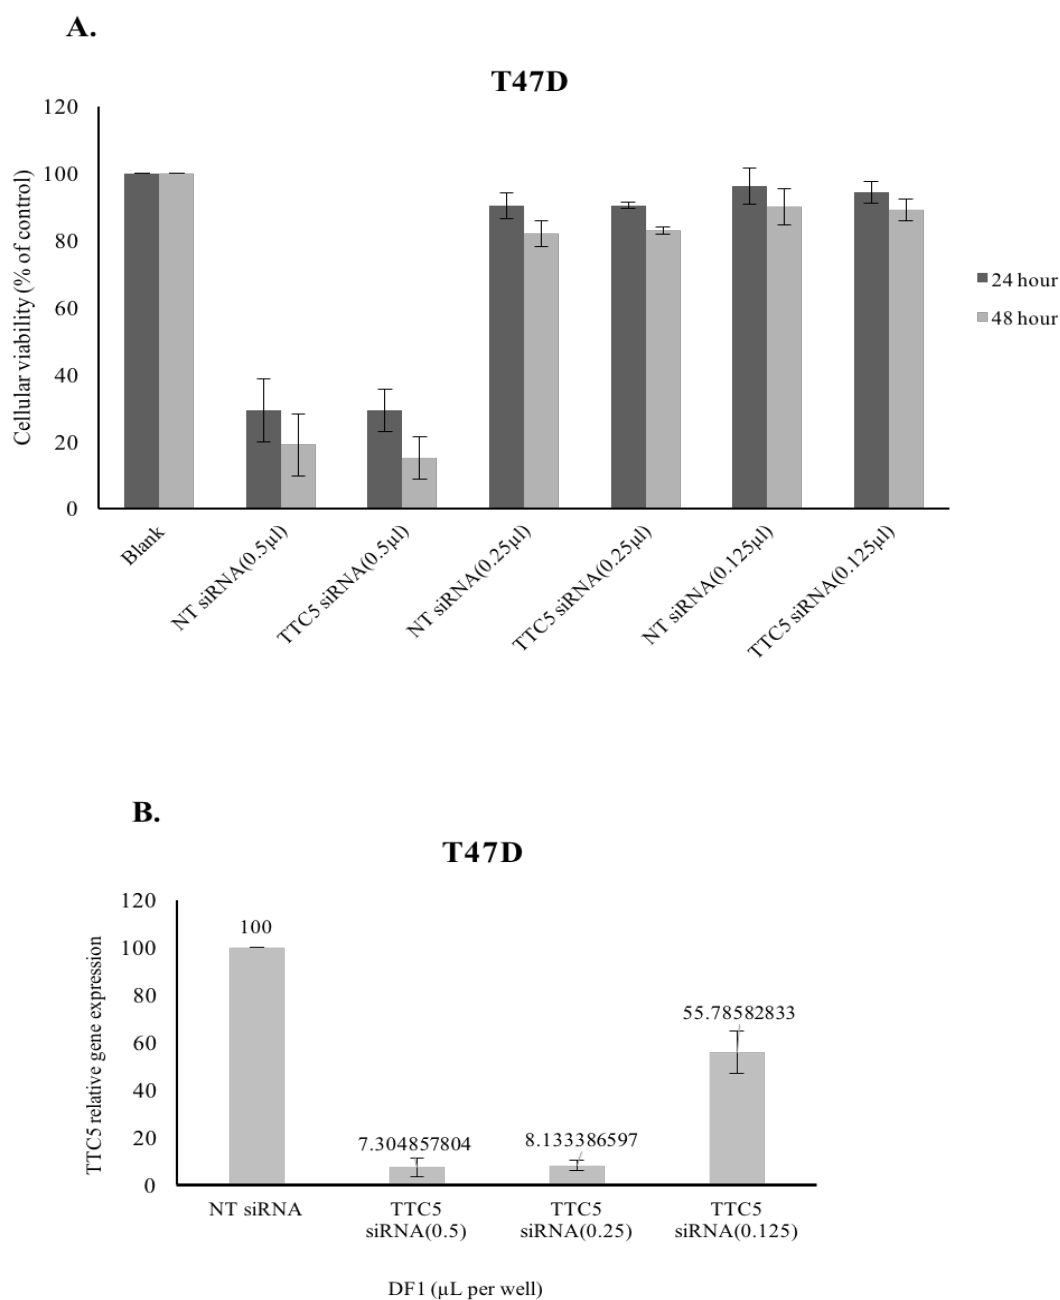 A.
T47D
120
100
80
60
40
20
0
Cellular viability (% of control)
24 hour
48 hour
Blank
NT siRNA(0.5µl)
TTC5 siRNA(0.5µl)
NT siRNA(0.25µl)
TTC5 siRNA(0.25µl)
NT siRNA(0.125µl)
TTC5 siRNA(0.125µl)
B.
T47D
120
100
80
60
40
20
0
TTC5 relative gene expression
100
7.304857804
8.133386597
55.78582833
NT siRNA
TTC5
siRNA(0.5)
TTC5
siRNA(0.25)
TTC5
siRNA(0.125)
DF1 (µL per well)